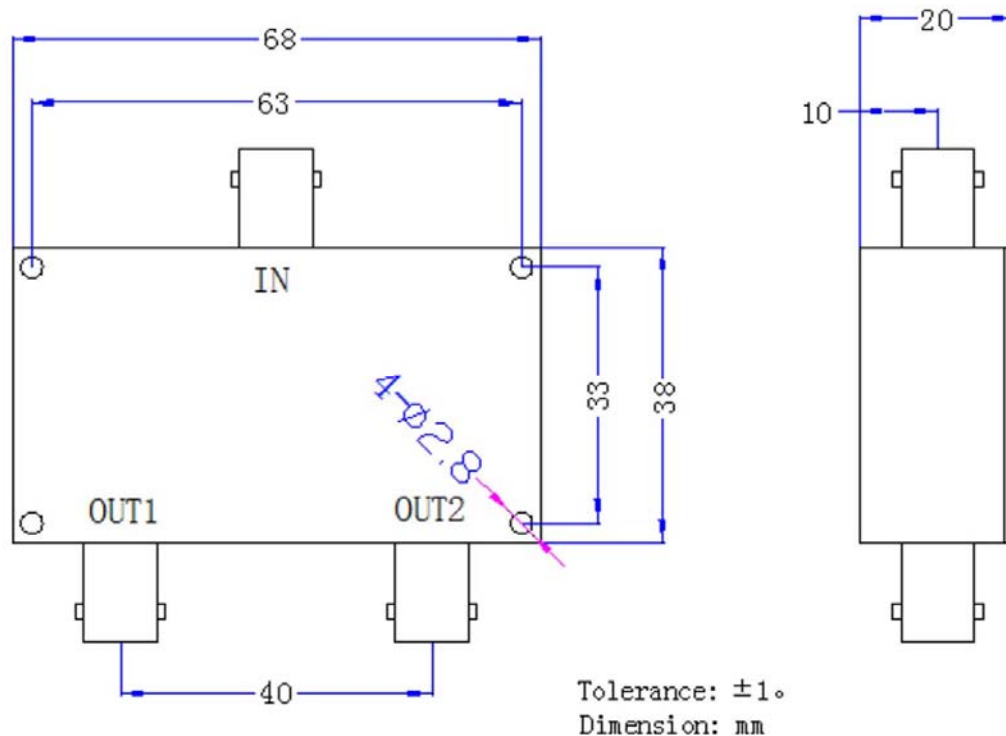 68
20
63
10
IN
33
38
4-ϕ2.8
OUT1
OUT2
40
Tolerance: ±1。
Dimension: mm